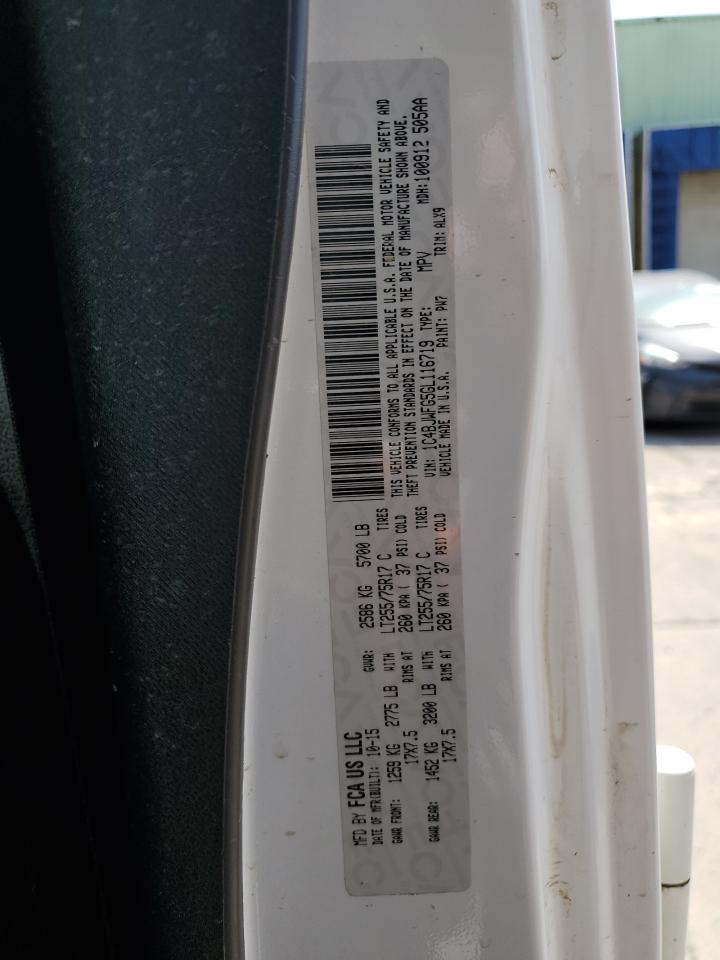 MFD BY FCA US LLC
DATE OF MFR(BUILT): 10-15 GVWR: 2586 KG 5700 LB
GAWR FRONT: 1259 KG 2775 LB WITH LT255/75R17 C TIRES
17X7.5 RIMS AT 260 KPA ( 37 PSI) COLD
GAWR REAR: 1452 KG 3200 LB WITH LT255/75R17 C TIRES
17X7.5 RIMS AT 260 KPA ( 37 PSI) COLD
THIS VEHICLE CONFORMS TO ALL APPLICABLE U.S.A. FEDERAL MOTOR VEHICLE SAFETY AND
THEFT PREVENTION STANDARDS IN EFFECT ON THE DATE OF MANUFACTURE SHOWN ABOVE.
VIN: 1C4BJWFG5GL116719 TYPE: MPV MDH:100912 505AA
VEHICLE MADE IN U.S.A. PAINT: PW7 TRIM: ALX9